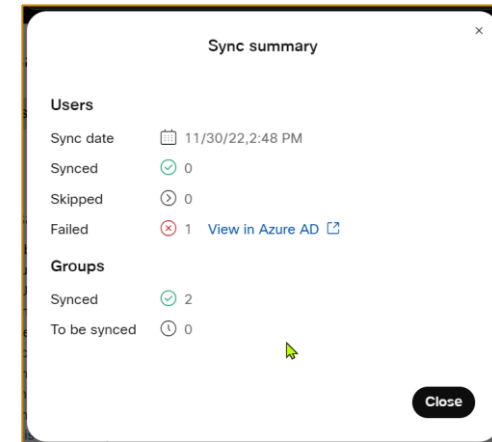 Sync summary
Users
Sync date 11/30/22,2:48 PM
Synced 0
Skipped 0
Failed 1 View in Azure AD
Groups
Synced 2
To be synced 0
Close